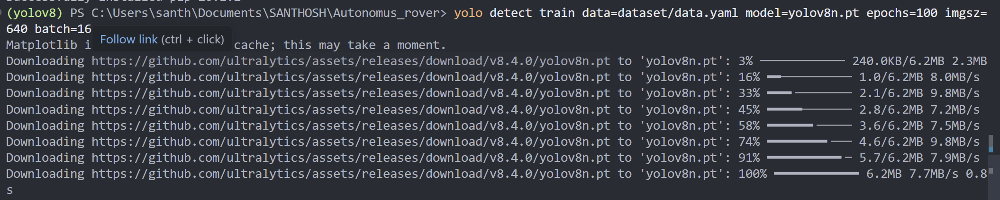 (yolov8) PS C:\Users\santh\Documents\SANTHOSH\Autonomus_rover> yolo detect train data=dataset/data.yaml model=yolov8n.pt epochs=100 imgsz=
640 batch=16
Follow link (ctrl + click)
Matplotlib i cache; this may take a moment.
Downloading https://github.com/ultralytics/assets/releases/download/v8.4.0/yolov8n.pt to 'yolov8n.pt': 3% 240.0KB/6.2MB 2.3MB
Downloading https://github.com/ultralytics/assets/releases/download/v8.4.0/yolov8n.pt to 'yolov8n.pt': 16% 1.0/6.2MB 8.0MB/s
Downloading https://github.com/ultralytics/assets/releases/download/v8.4.0/yolov8n.pt to 'yolov8n.pt': 33% 2.1/6.2MB 9.8MB/s
Downloading https://github.com/ultralytics/assets/releases/download/v8.4.0/yolov8n.pt to 'yolov8n.pt': 45% 2.8/6.2MB 7.2MB/s
Downloading https://github.com/ultralytics/assets/releases/download/v8.4.0/yolov8n.pt to 'yolov8n.pt': 58% 3.6/6.2MB 7.5MB/s
Downloading https://github.com/ultralytics/assets/releases/download/v8.4.0/yolov8n.pt to 'yolov8n.pt': 74% 4.6/6.2MB 9.8MB/s
Downloading https://github.com/ultralytics/assets/releases/download/v8.4.0/yolov8n.pt to 'yolov8n.pt': 91% 5.7/6.2MB 7.9MB/s
Downloading https://github.com/ultralytics/assets/releases/download/v8.4.0/yolov8n.pt to 'yolov8n.pt': 100% 6.2MB 7.7MB/s 0.8
s